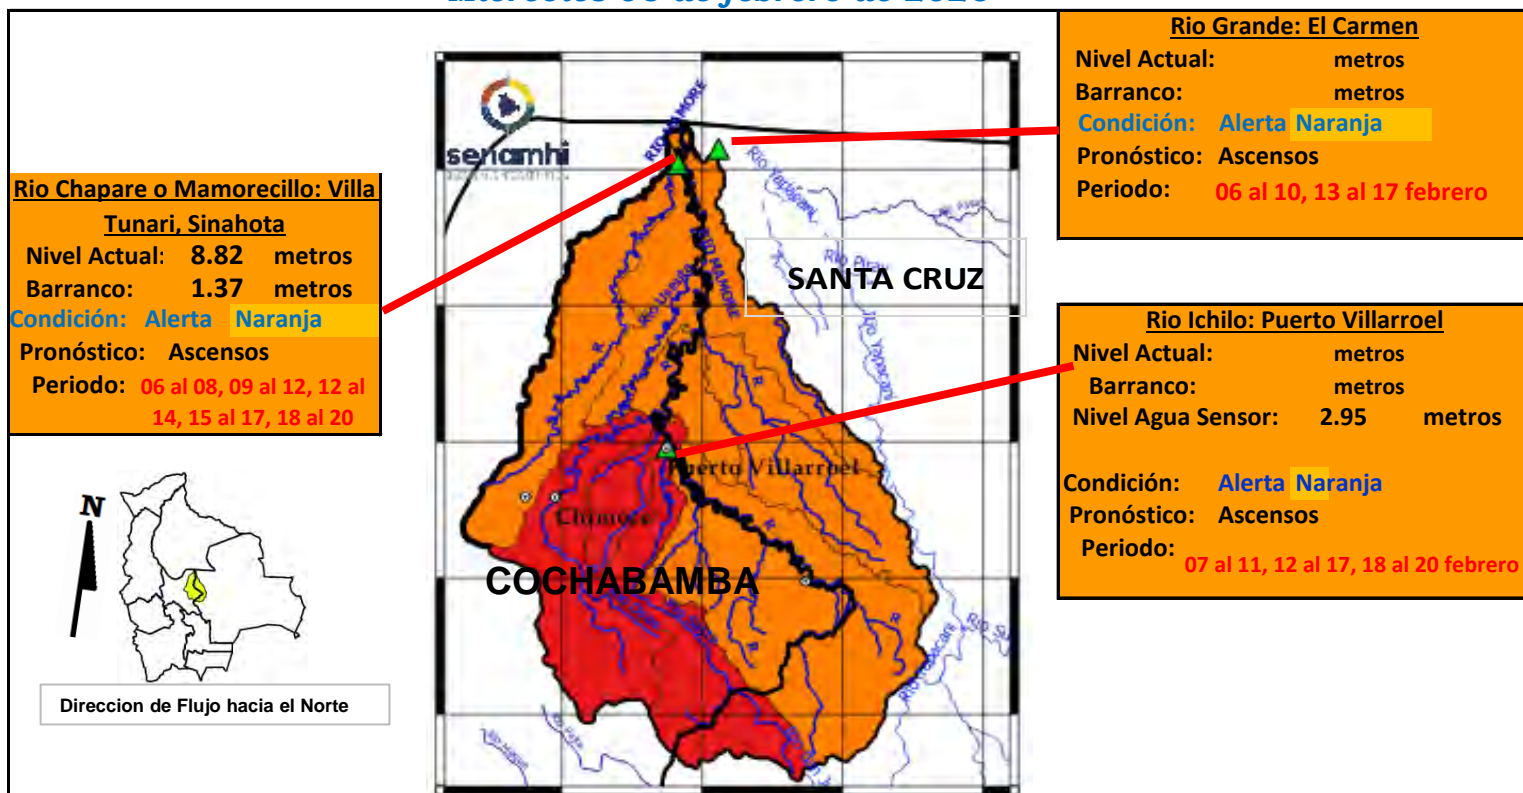 Rio Grande: El Carmen
Nivel Actual: metros
Barranco: metros
Condición: Alerta Naranja
Pronóstico: Ascensos
Periodo: 06 al 10, 13 al 17 febrero
Rio Chapare o Mamorecillo: Villa
Tunari, Sinahota
Nivel Actual: 8.82 metros
Barranco: 1.37 metros
Condición: Alerta Naranja
Pronóstico: Ascensos
Periodo: 06 al 08, 09 al 12, 12 al
14, 15 al 17, 18 al 20
senamhi
RIO MAMORE
Rio Yapacani
SANTA CRUZ
Rio Ichilo: Puerto Villarroel
Nivel Actual: metros
Barranco: metros
Nivel Agua Sensor: 2.95 metros
Condición: Alerta Naranja
Pronóstico: Ascensos
Periodo:
07 al 11, 12 al 17, 18 al 20 febrero
Puerto Villarroel
Chimore
COCHABAMBA
N
Direccion de Flujo hacia el Norte